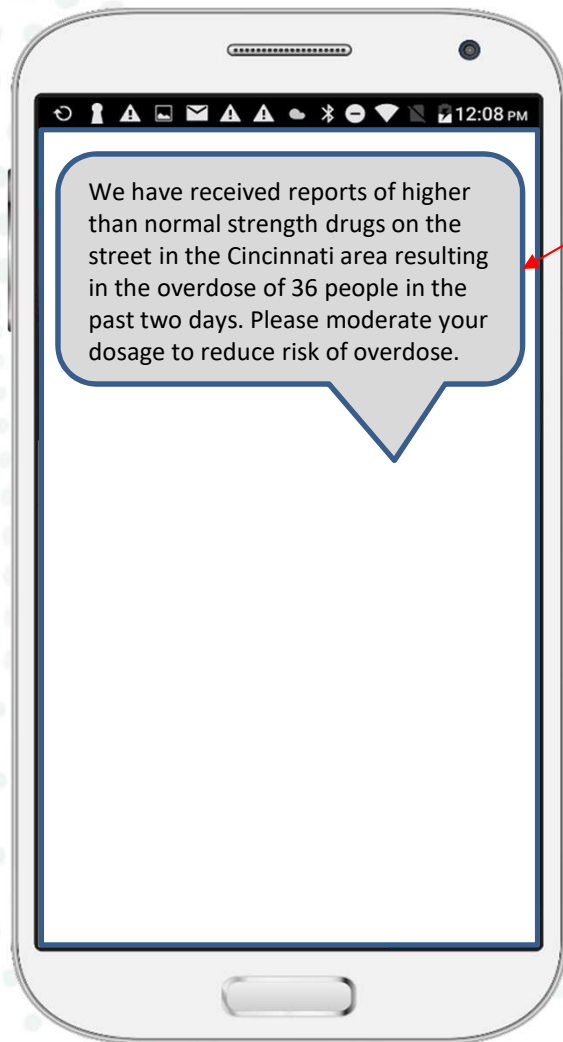 12:08 PM
We have received reports of higher
than normal strength drugs on the
street in the Cincinnati area resulting
in the overdose of 36 people in the
past two days. Please moderate your
dosage to reduce risk of overdose.